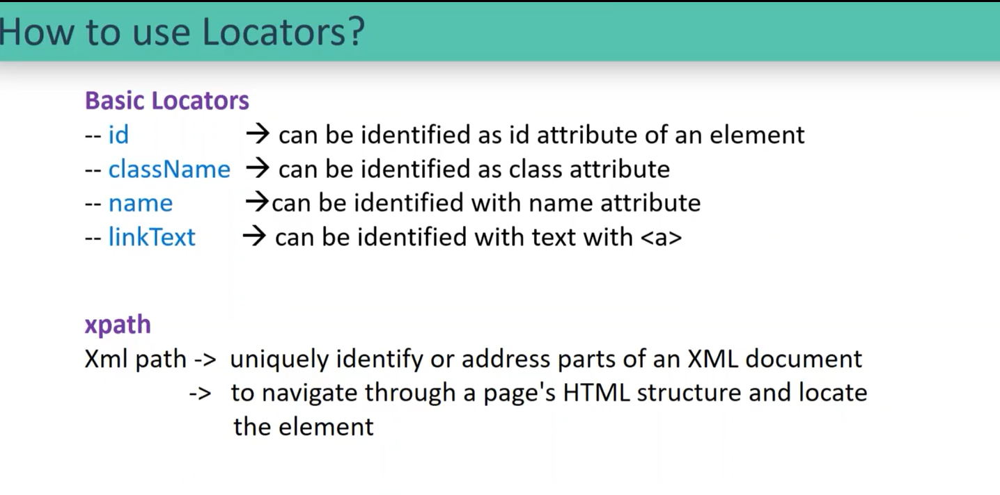 How to use Locators?
Basic Locators
-- id → can be identified as id attribute of an element
-- className → can be identified as class attribute
-- name →can be identified with name attribute
-- linkText → can be identified with text with <a>
xpath
Xml path -> uniquely identify or address parts of an XML document
-> to navigate through a page's HTML structure and locate
the element